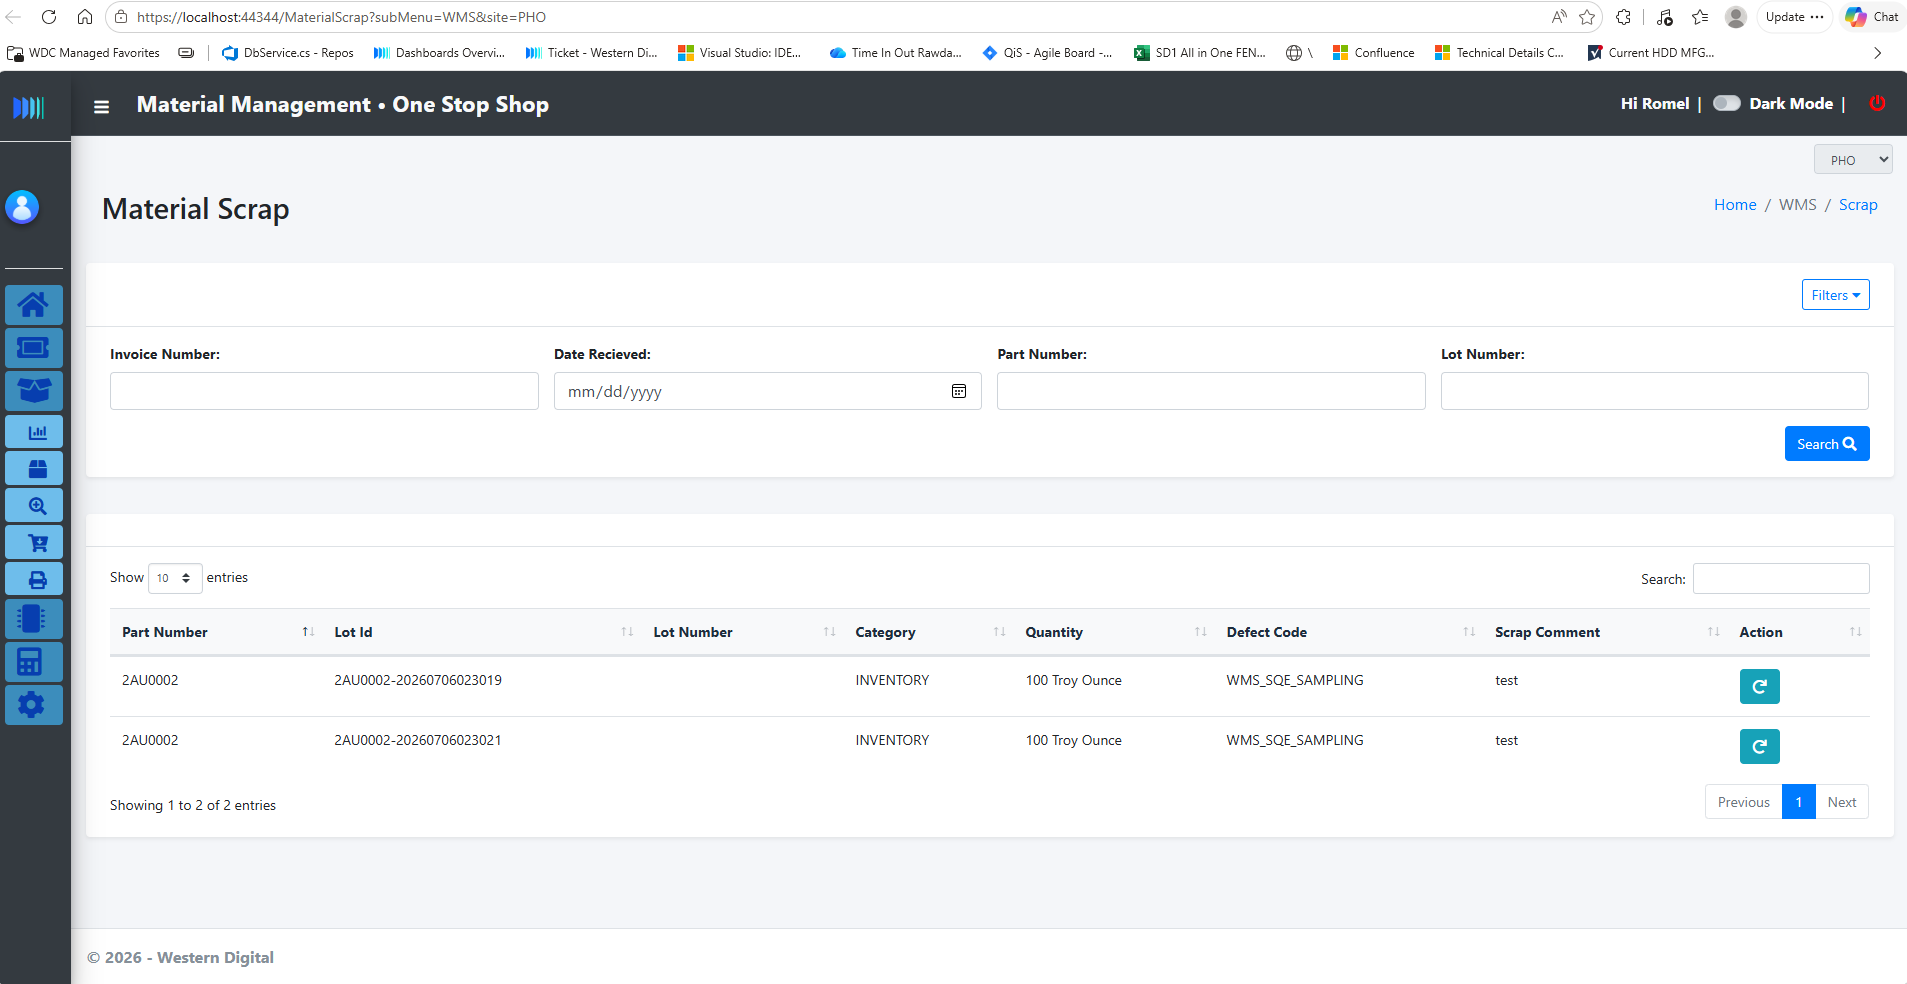 https://localhost:44344/MaterialScrap?subMenu=WMS&site=PHO
Update
Chat
WDC Managed Favorites
DbService.cs - Repos
Dashboards Overvi...
Ticket - Western Di...
Visual Studio: IDE...
Time In Out Rawda...
QiS - Agile Board -...
SD1 All in One FEN...
\
Confluence
Technical Details C...
Current HDD MFG...
Material Management • One Stop Shop
Hi Romel | Dark Mode |
PHO
Material Scrap
Home / WMS / Scrap
Filters
Invoice Number: Date Recieved: Part Number: Lot Number:
mm/dd/yyyy
Search
Show 10 entries
Search:
Part Number Lot Id Lot Number Category Quantity Defect Code Scrap Comment Action
2AU0002 2AU0002-20260706023019 INVENTORY 100 Troy Ounce WMS_SQE_SAMPLING test
2AU0002 2AU0002-20260706023021 INVENTORY 100 Troy Ounce WMS_SQE_SAMPLING test
Showing 1 to 2 of 2 entries
Previous 1 Next
© 2026 - Western Digital